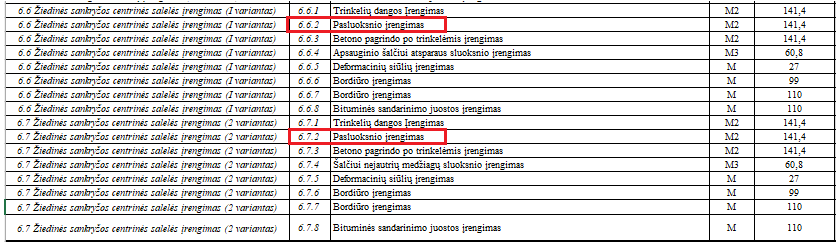 6.6 Žiedinės sankryžos centrinės salelės įrengimas (1 variantas) 6.6.1 Trinkelių dangos Įrengimas M2 141,4
6.6 Žiedinės sankryžos centrinės salelės įrengimas (1 variantas) 6.6.2 Pasluoksnio įrengimas M2 141,4
6.6 Žiedinės sankryžos centrinės salelės įrengimas (1 variantas) 6.6.3 Betono pagrindo po trinkelėmis įrengimas M2 141,4
6.6 Žiedinės sankryžos centrinės salelės įrengimas (1 variantas) 6.6.4 Apsauginio šalčiui atsparaus sluoksnio įrengimas M3 60,8
6.6 Žiedinės sankryžos centrinės salelės įrengimas (1 variantas) 6.6.5 Deformacinių siūlių įrengimas M 27
6.6 Žiedinės sankryžos centrinės salelės įrengimas (1 variantas) 6.6.6 Bordiūro įrengimas M 99
6.6 Žiedinės sankryžos centrinės salelės įrengimas (1 variantas) 6.6.7 Bordiūro įrengimas M 110
6.6 Žiedinės sankryžos centrinės salelės įrengimas (1 variantas) 6.6.8 Bituminės sandarinimo juostos įrengimas M 110
6.7 Žiedinės sankryžos centrinės salelės įrengimas (2 variantas) 6.7.1 Trinkelių dangos Įrengimas M2 141,4
6.7 Žiedinės sankryžos centrinės salelės įrengimas (2 variantas) 6.7.2 Pasluoksnio įrengimas M2 141,4
6.7 Žiedinės sankryžos centrinės salelės įrengimas (2 variantas) 6.7.3 Betono pagrindo po trinkelėmis įrengimas M2 141,4
6.7 Žiedinės sankryžos centrinės salelės įrengimas (2 variantas) 6.7.4 Šalčiui nejautrių medžiagų sluoksnio įrengimas M3 60,8
6.7 Žiedinės sankryžos centrinės salelės įrengimas (2 variantas) 6.7.5 Deformacinių siūlių įrengimas M 27
6.7 Žiedinės sankryžos centrinės salelės įrengimas (2 variantas) 6.7.6 Bordiūro įrengimas M 99
6.7 Žiedinės sankryžos centrinės salelės įrengimas (2 variantas) 6.7.7 Bordiūro įrengimas M 110
6.7 Žiedinės sankryžos centrinės salelės įrengimas (2 variantas) 6.7.8 Bituminės sandarinimo juostos įrengimas M 110